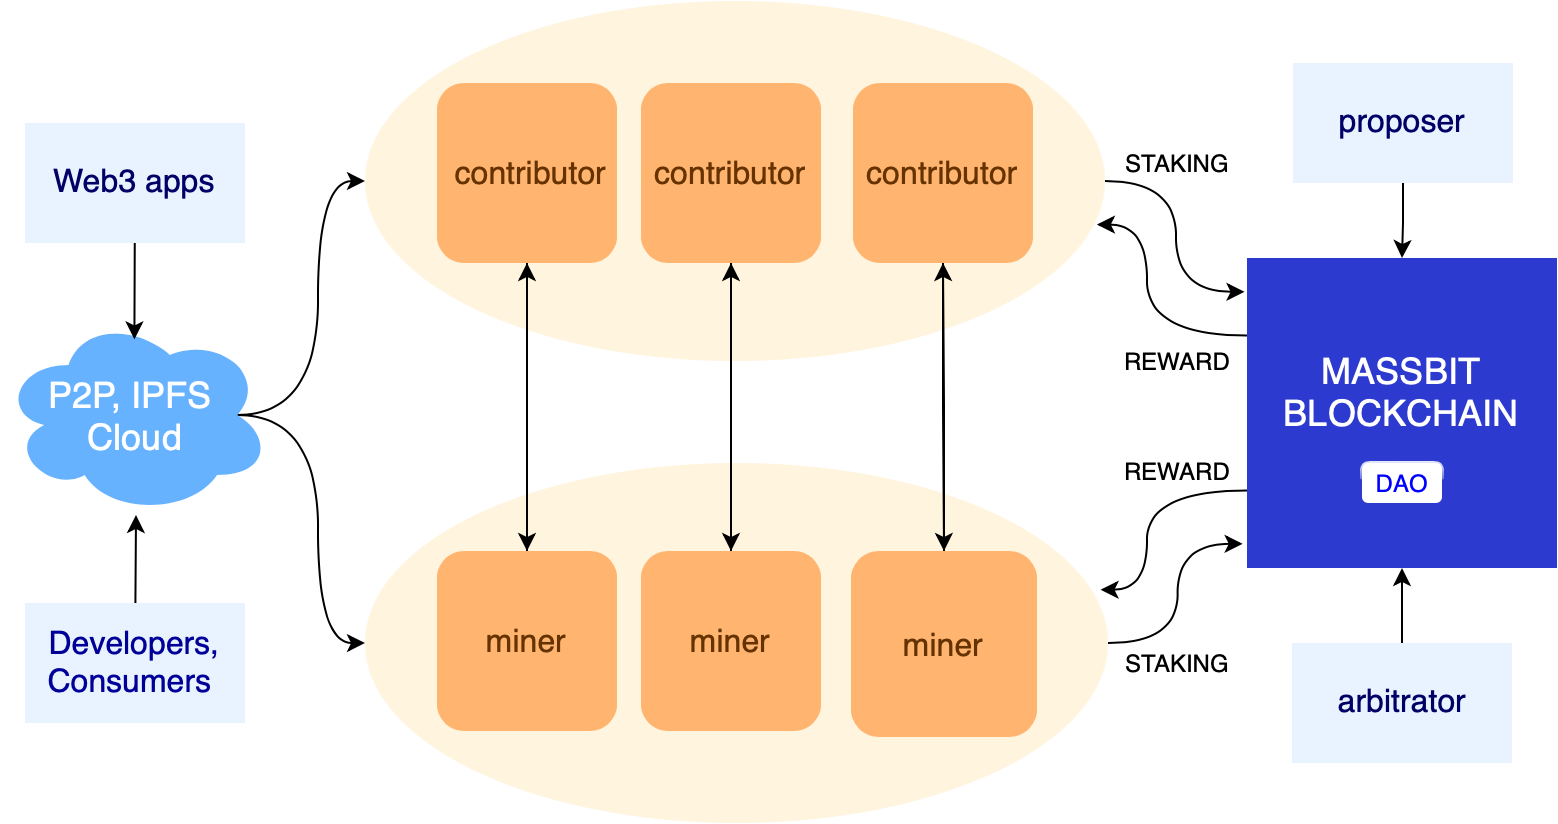 Web3 apps
P2P, IPFS
Cloud
Developers,
Consumers
contributor
contributor
contributor
miner
miner
miner
STAKING
REWARD
REWARD
STAKING
proposer
MASSBIT
BLOCKCHAIN
DAO
arbitrator